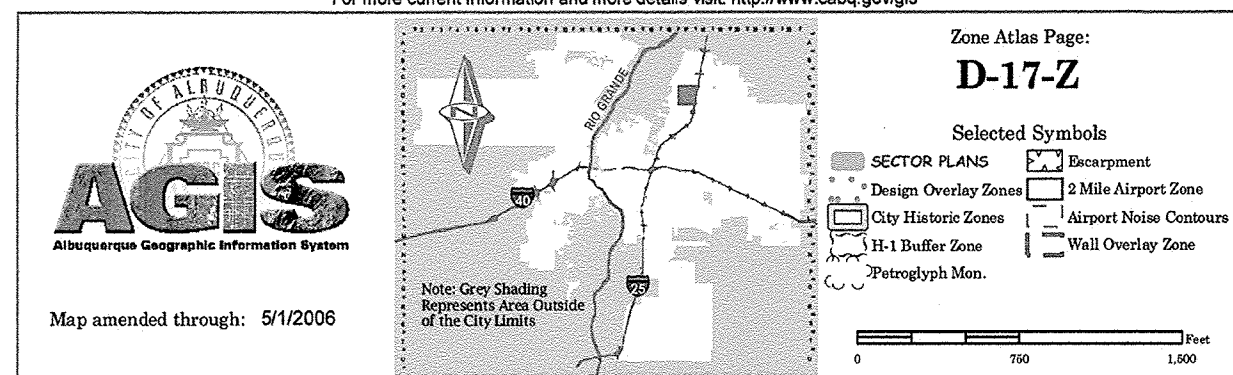 For more current information and more details visit: http://www.cabq.gov/gis
CITY OF ALBUQUERQUE
AGIS
Albuquerque Geographic Information System
Map amended through: 5/1/2006
RIO GRANDE
40
25
Note: Grey Shading
Represents Area Outside
of the City Limits
Zone Atlas Page:
D-17-Z
Selected Symbols
SECTOR PLANS
Design Overlay Zones
City Historic Zones
H-1 Buffer Zone
Petroglyph Mon.
Escarpment
2 Mile Airport Zone
Airport Noise Contours
Wall Overlay Zone
Feet
0 750 1,500